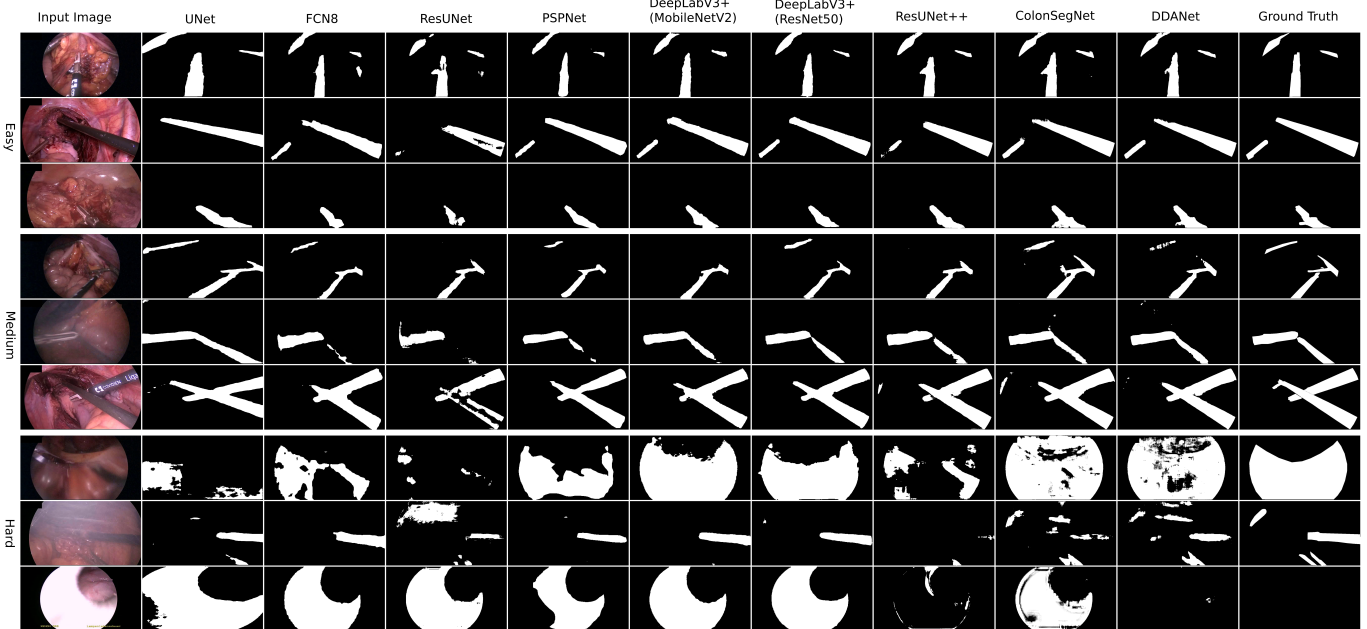 Input Image
UNet
FCN8
ResUNet
PSPNet
DeepLabV3+
(MobileNetV2)
DeepLabV3+
(ResNet50)
ResUNet++
ColonSegNet
DDANet
Ground Truth
Easy
Medium
Hard